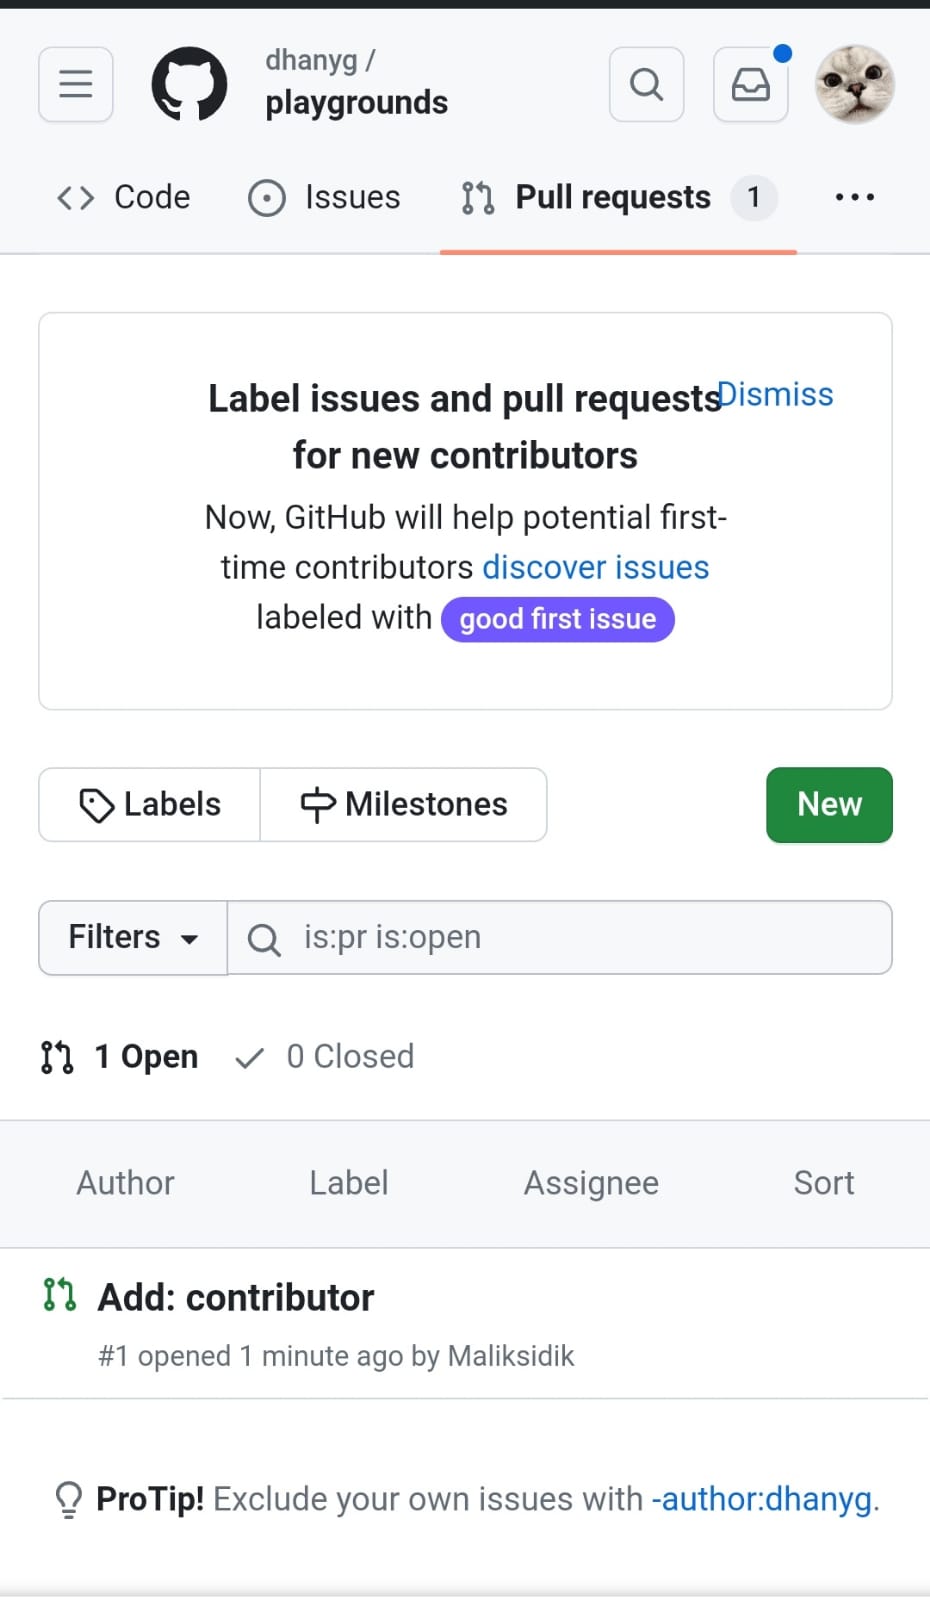 dhanyg /
playgrounds
Code Issues Pull requests 1
Label issues and pull requests
Dismiss
for new contributors
Now, GitHub will help potential first-
time contributors discover issues
labeled with good first issue
Labels Milestones New
Filters is:pr is:open
1 Open 0 Closed
Author Label Assignee Sort
Add: contributor
#1 opened 1 minute ago by Maliksidik
ProTip! Exclude your own issues with -author:dhanyg.